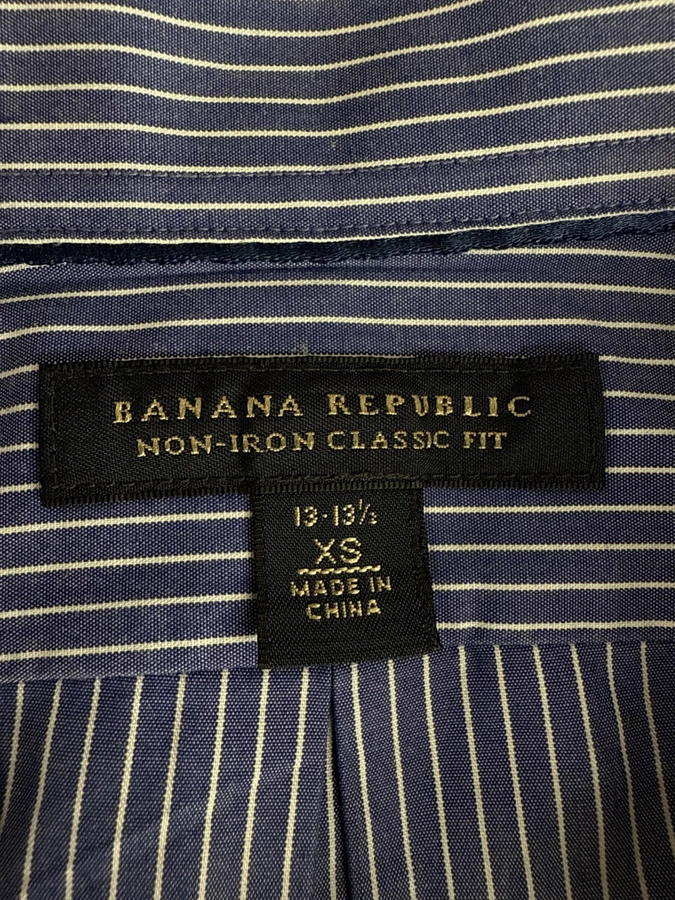 BANANA REPUBLIC
NON-IRON CLASSIC FIT
13-13½
XS
MADE IN
CHINA